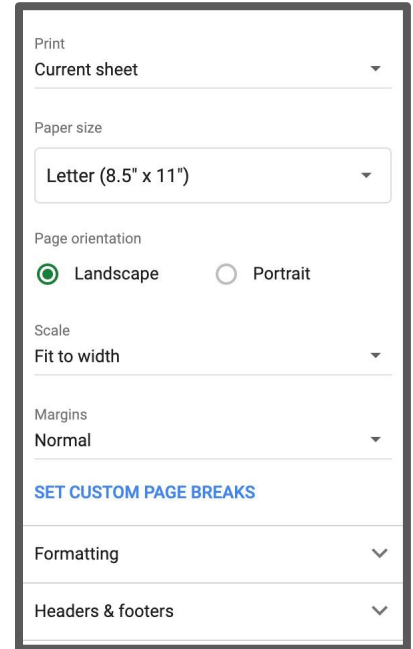 Print
Current sheet
Paper size
Letter (8.5" x 11")
Page orientation
Landscape Portrait
Scale
Fit to width
Margins
Normal
SET CUSTOM PAGE BREAKS
Formatting
Headers & footers